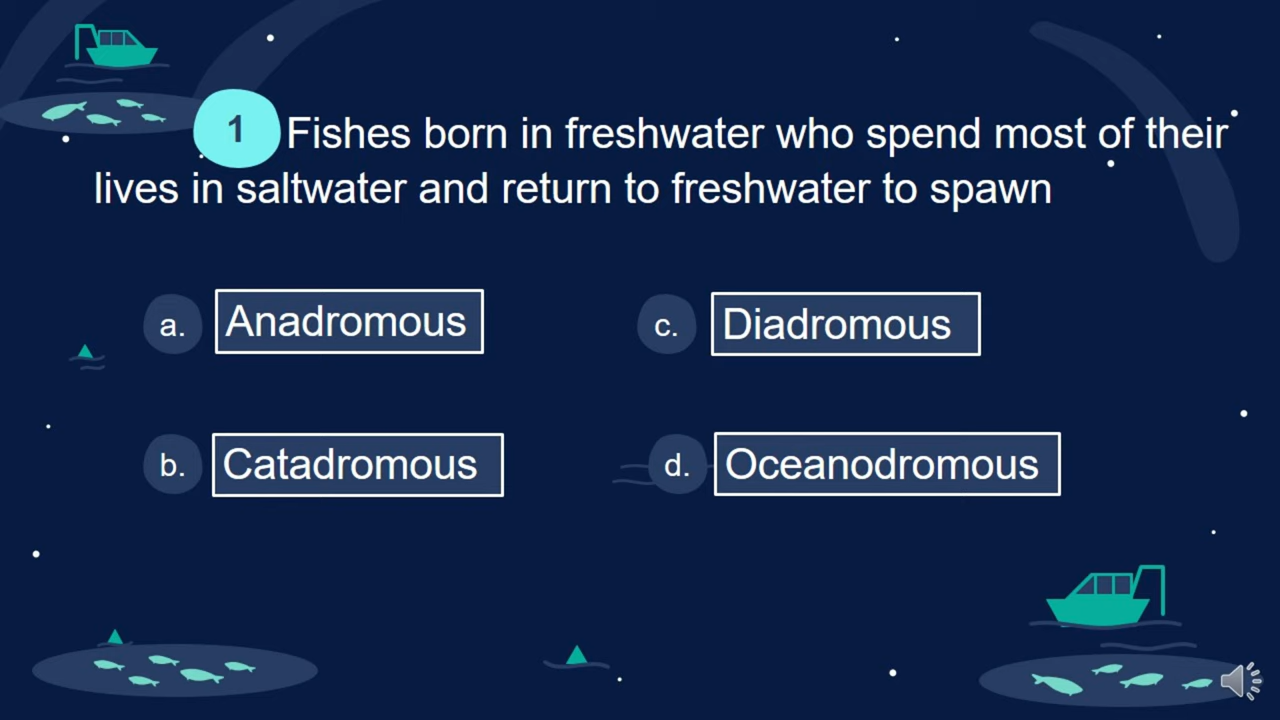 1 Fishes born in freshwater who spend most of their
lives in saltwater and return to freshwater to spawn
a. Anadromous
c. Diadromous
b. Catadromous
d. Oceanodromous